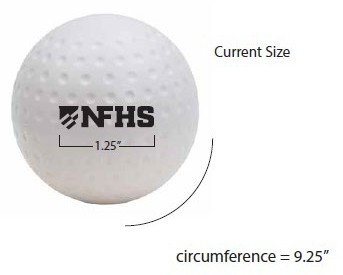 Current Size
NFHS
1.25”
circumference = 9.25”